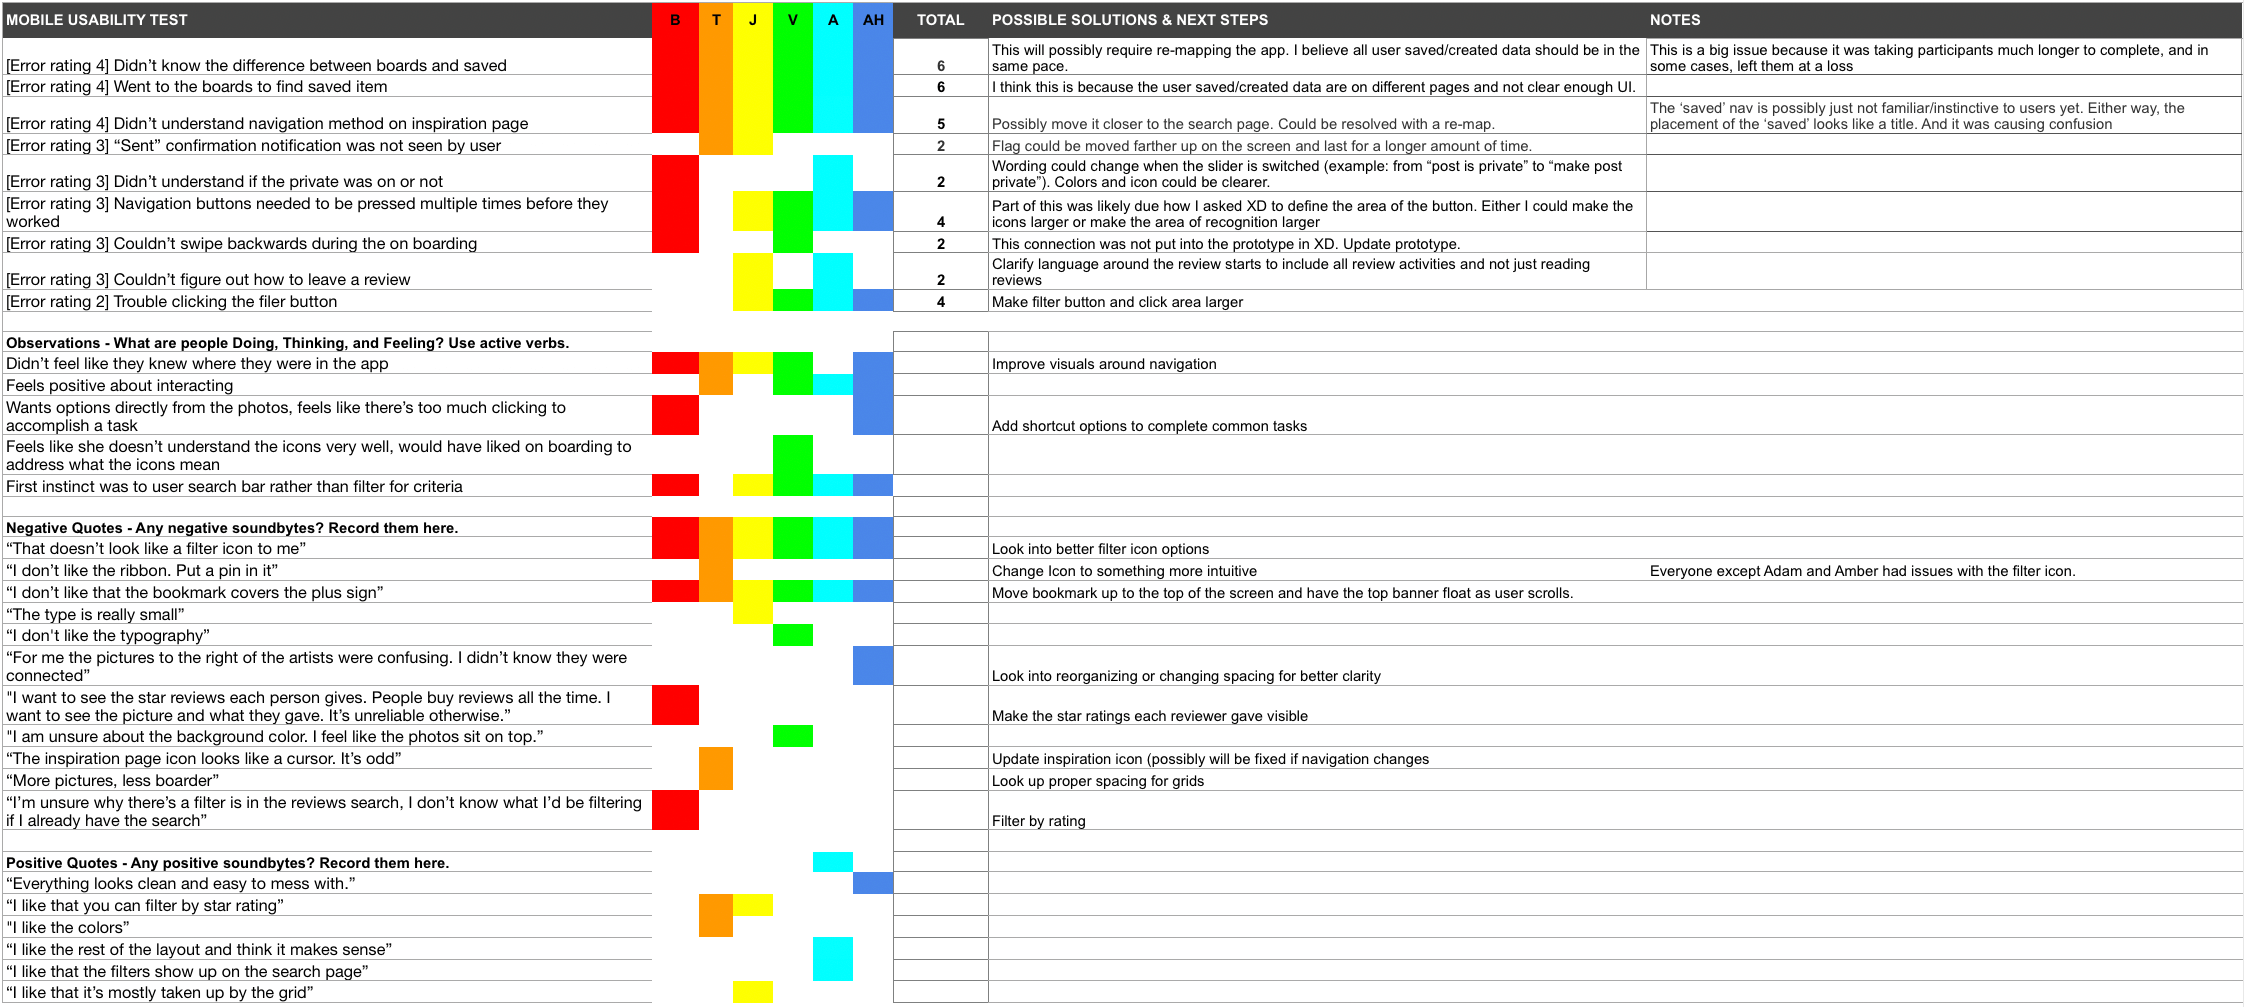 MOBILE USABILITY TEST B T J V A AH TOTAL POSSIBLE SOLUTIONS & NEXT STEPS NOTES
[Error rating 4] Didn’t know the difference between boards and saved
6
This will possibly require re-mapping the app. I believe all user saved/created data should be in the
same pace.
This is a big issue because it was taking participants much longer to complete, and in
some cases, left them at a loss
[Error rating 4] Went to the boards to find saved item
6
I think this is because the user saved/created data are on different pages and not clear enough UI.
[Error rating 4] Didn’t understand navigation method on inspiration page
5
Possibly move it closer to the search page. Could be resolved with a re-map.
The ‘saved’ nav is possibly just not familiar/instinctive to users yet. Either way, the
placement of the ‘saved’ looks like a title. And it was causing confusion
[Error rating 3] “Sent” confirmation notification was not seen by user
2
Flag could be moved farther up on the screen and last for a longer amount of time.
[Error rating 3] Didn’t understand if the private was on or not
2
Wording could change when the slider is switched (example: from “post is private” to “make post
private”). Colors and icon could be clearer.
[Error rating 3] Navigation buttons needed to be pressed multiple times before they
worked
4
Part of this was likely due how I asked XD to define the area of the button. Either I could make the
icons larger or make the area of recognition larger
[Error rating 3] Couldn’t swipe backwards during the on boarding
2
This connection was not put into the prototype in XD. Update prototype.
[Error rating 3] Couldn’t figure out how to leave a review
2
Clarify language around the review starts to include all review activities and not just reading
reviews
[Error rating 2] Trouble clicking the filer button
4
Make filter button and click area larger
Observations - What are people Doing, Thinking, and Feeling? Use active verbs.
Didn’t feel like they knew where they were in the app
Improve visuals around navigation
Feels positive about interacting
Wants options directly from the photos, feels like there’s too much clicking to
accomplish a task
Add shortcut options to complete common tasks
Feels like she doesn’t understand the icons very well, would have liked on boarding to
address what the icons mean
First instinct was to user search bar rather than filter for criteria
Negative Quotes - Any negative soundbytes? Record them here.
“That doesn’t look like a filter icon to me”
Look into better filter icon options
“I don’t like the ribbon. Put a pin in it”
Change Icon to something more intuitive
Everyone except Adam and Amber had issues with the filter icon.
“I don’t like that the bookmark covers the plus sign”
Move bookmark up to the top of the screen and have the top banner float as user scrolls.
“The type is really small”
“I don't like the typography”
“For me the pictures to the right of the artists were confusing. I didn’t know they were
connected”
Look into reorganizing or changing spacing for better clarity
"I want to see the star reviews each person gives. People buy reviews all the time. I
want to see the picture and what they gave. It’s unreliable otherwise.”
Make the star ratings each reviewer gave visible
"I am unsure about the background color. I feel like the photos sit on top.”
“The inspiration page icon looks like a cursor. It’s odd”
Update inspiration icon (possibly will be fixed if navigation changes
“More pictures, less boarder”
Look up proper spacing for grids
“I’m unsure why there’s a filter is in the reviews search, I don’t know what I’d be filtering
if I already have the search”
Filter by rating
Positive Quotes - Any positive soundbytes? Record them here.
“Everything looks clean and easy to mess with.”
“I like that you can filter by star rating”
"I like the colors”
“I like the rest of the layout and think it makes sense”
“I like that the filters show up on the search page”
“I like that it’s mostly taken up by the grid”